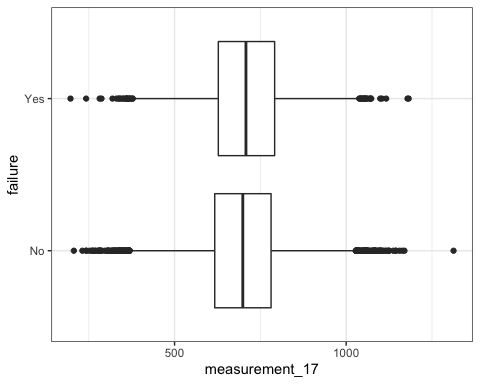 failure
Yes
No
500
1000
measurement_17